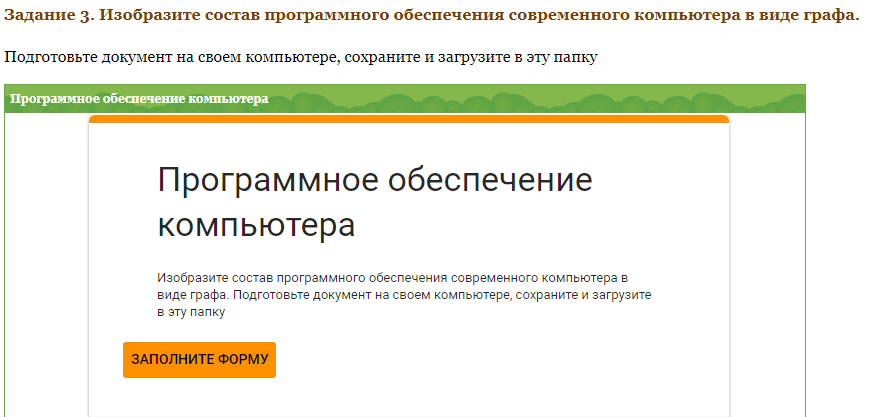 Задание 3. Изобразите состав программного обеспечения современного компьютера в виде графа.
Подготовьте документ на своем компьютере, сохраните и загрузите в эту папку
Программное обеспечение компьютера
Программное обеспечение
компьютера
Изобразите состав программного обеспечения современного компьютера в
виде графа. Подготовьте документ на своем компьютере, сохраните и загрузите
в эту папку
ЗАПОЛНИТЕ ФОРМУ